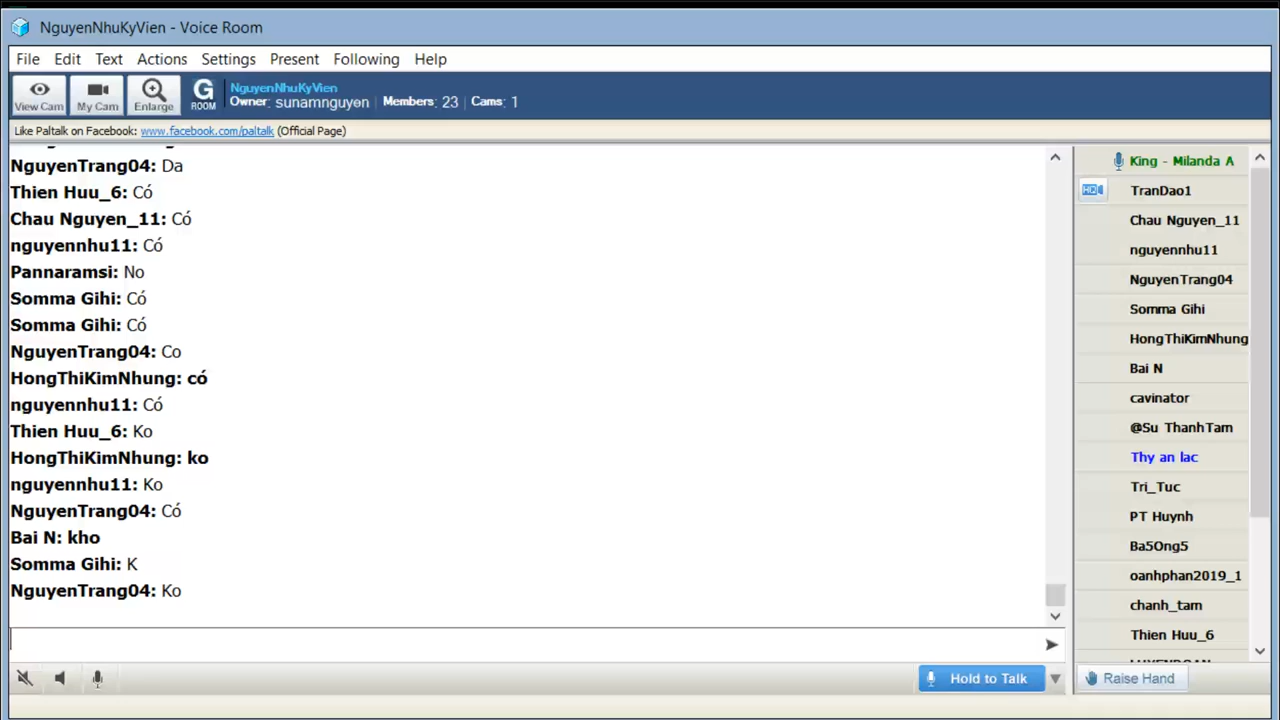 NguyenNhuKyVien - Voice Room
File Edit Text Actions Settings Present Following Help
View Cam My Cam Enlarge G ROOM
NguyenNhuKyVien
Owner: sunamnguyen Members: 23 Cams: 1
Like Paltalk on Facebook: www.facebook.com/paltalk (Official Page)
NguyenTrang04: Da
Thien Huu_6: Có
Chau Nguyen_11: Có
nguyennhu11: Có
Pannaramsi: No
Somma Gihi: Có
Somma Gihi: Có
NguyenTrang04: Co
HongThiKimNhung: có
nguyennhu11: Có
Thien Huu_6: Ko
HongThiKimNhung: ko
nguyennhu11: Ko
NguyenTrang04: Có
Bai N: kho
Somma Gihi: K
NguyenTrang04: Ko
King - Milanda A
HD
TranDao1
Chau Nguyen_11
nguyennhu11
NguyenTrang04
Somma Gihi
HongThiKimNhung
Bai N
cavinator
@Su ThanhTam
Thy an lac
Tri_Tuc
PT Huynh
Ba5Ong5
oanhphan2019_1
chanh_tam
Thien Huu_6
Hold to Talk
Raise Hand